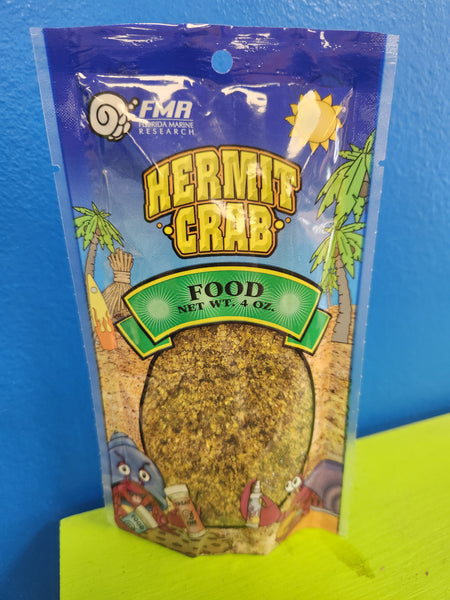 FMR
FLORIDA MARINE
RESEARCH
HERMIT
CRAB
FOOD
NET WT. 4 OZ.